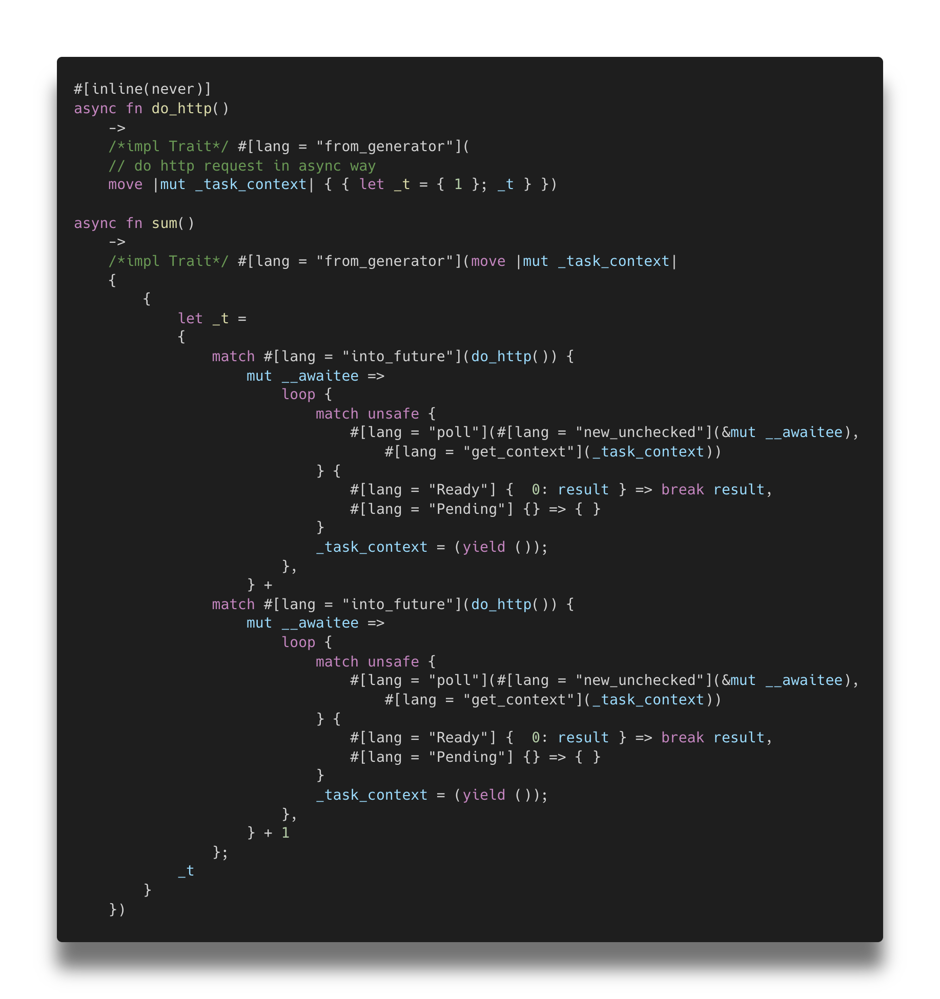 #[inline(never)]
async fn do_http()
    ->
    /*impl Trait*/ #[lang = "from_generator"](
    // do http request in async way
    move |mut _task_context| { { let _t = { 1 }; _t } })

async fn sum()
    ->
    /*impl Trait*/ #[lang = "from_generator"](move |mut _task_context|
    {
        {
            let _t =
            {
                match #[lang = "into_future"](do_http()) {
                    mut __awaitee =>
                        loop {
                            match unsafe {
                                #[lang = "poll"](#[lang = "new_unchecked"](&mut __awaitee),
                                    #[lang = "get_context"](_task_context))
                            } {
                                #[lang = "Ready"] {  0: result } => break result,
                                #[lang = "Pending"] {} => { }
                            }
                            _task_context = (yield ());
                        },
                    } +
                match #[lang = "into_future"](do_http()) {
                    mut __awaitee =>
                        loop {
                            match unsafe {
                                #[lang = "poll"](#[lang = "new_unchecked"](&mut __awaitee),
                                    #[lang = "get_context"](_task_context))
                            } {
                                #[lang = "Ready"] {  0: result } => break result,
                                #[lang = "Pending"] {} => { }
                            }
                            _task_context = (yield ());
                        },
                    } + 1
                };
            _t
        }
    })